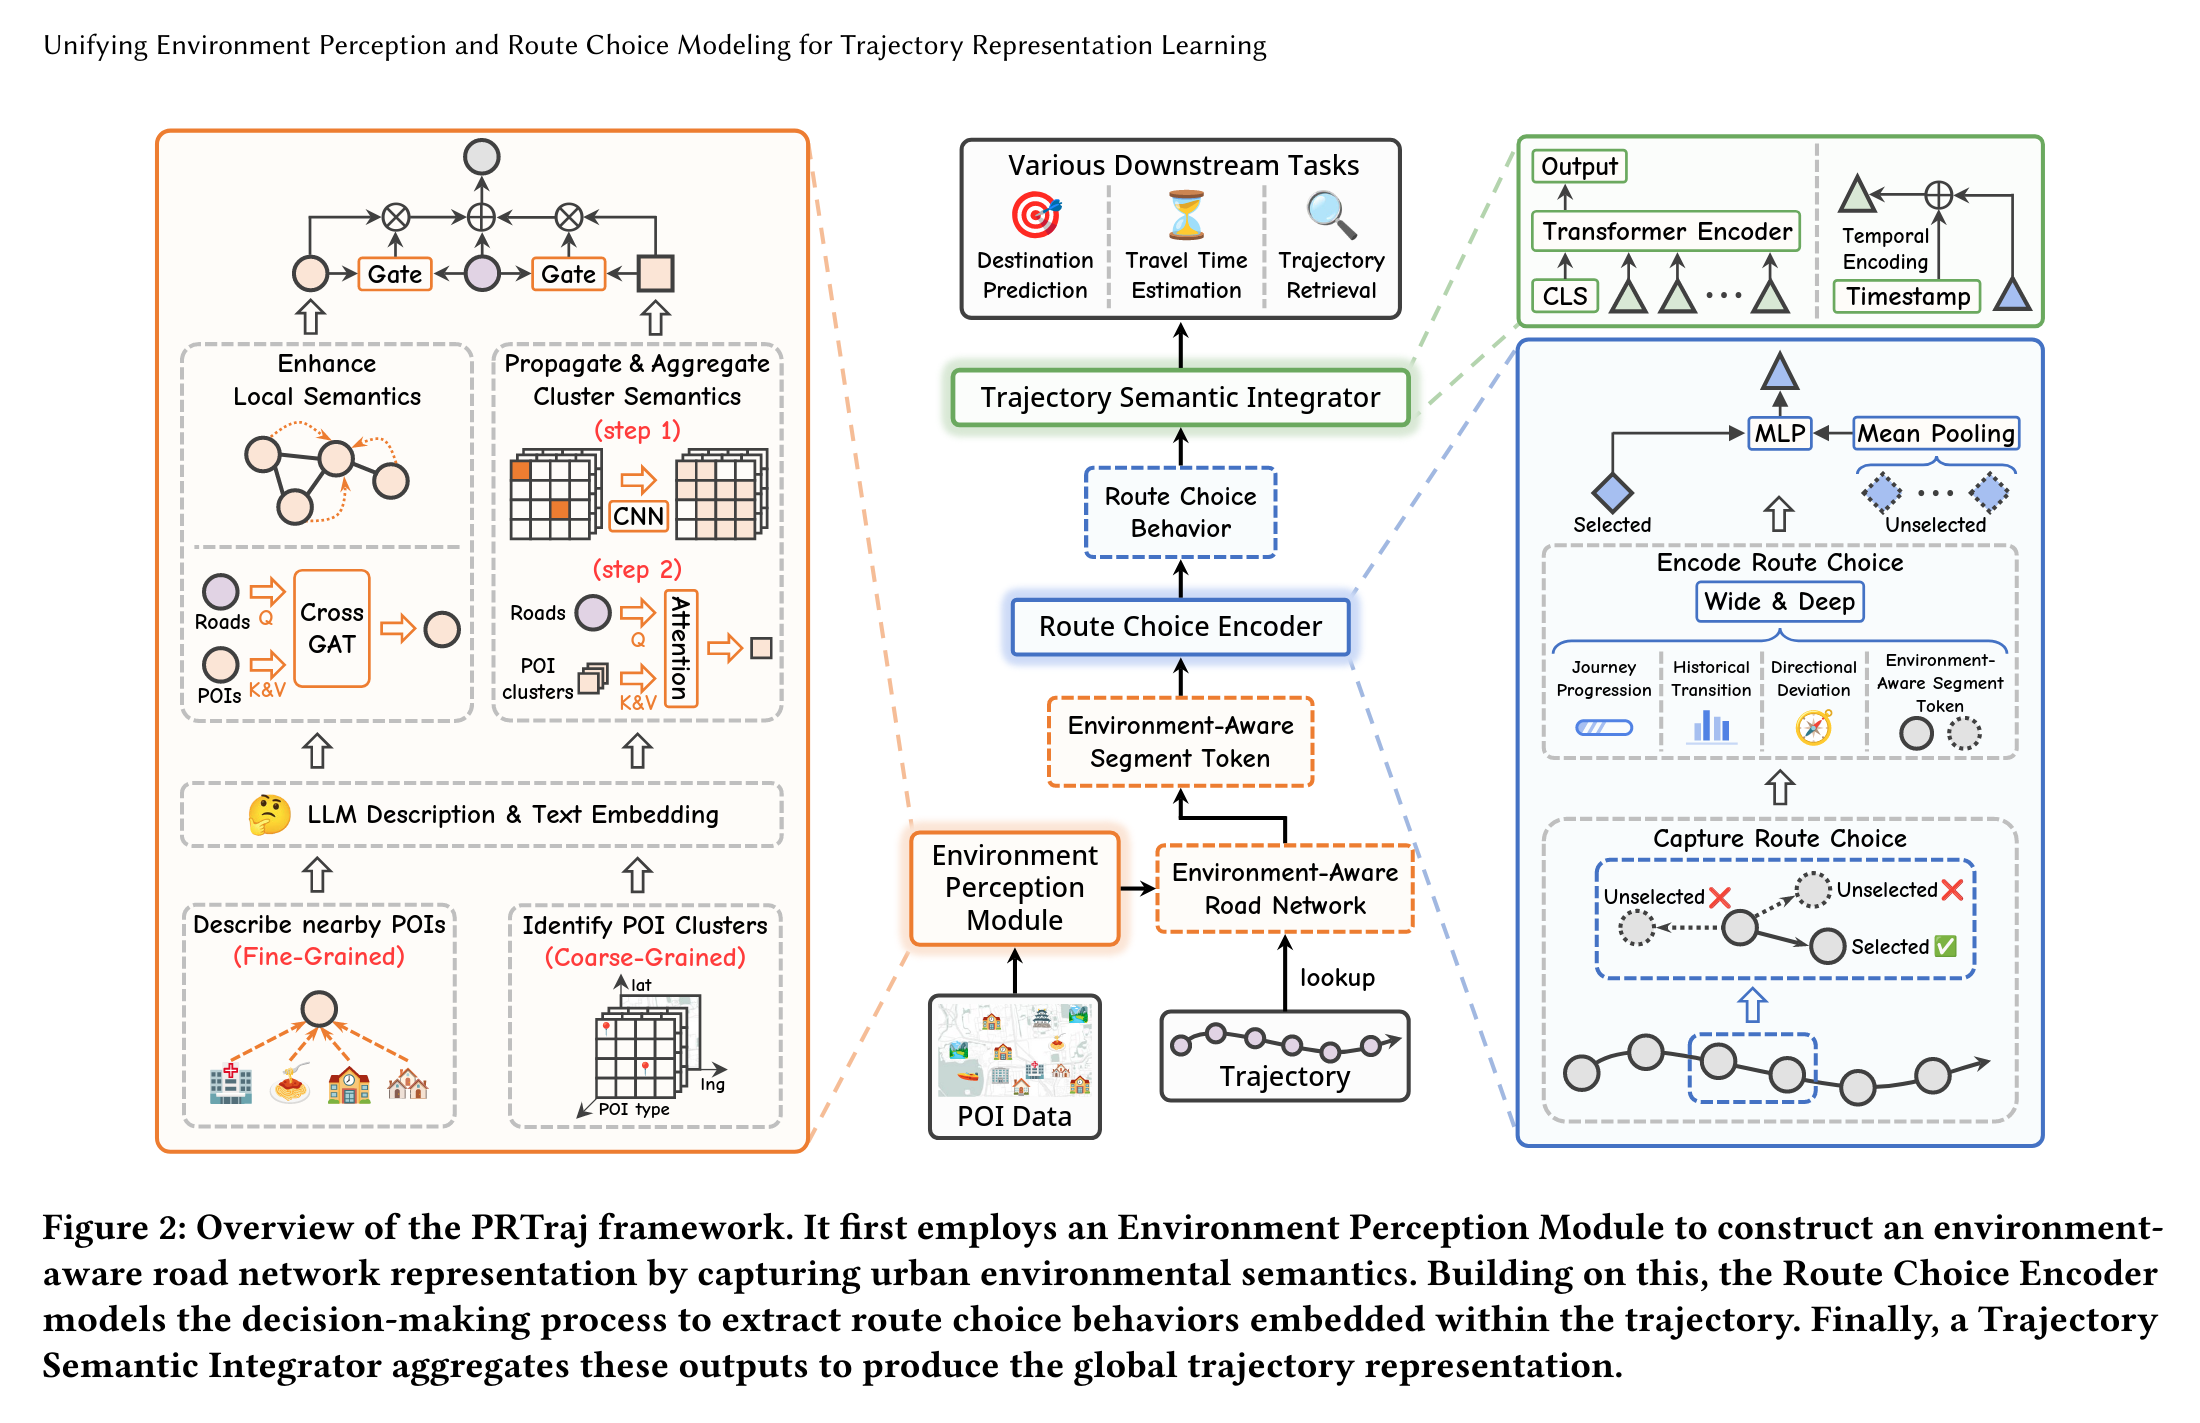 Unifying Environment Perception and Route Choice Modeling for Trajectory Representation Learning
Gate
Gate
Enhance
Local Semantics
Roads
Q
POIs
K&V
Cross
GAT
Propagate & Aggregate
Cluster Semantics
(step 1)
CNN
(step 2)
Roads
Q
POI
clusters
K&V
Attention
LLM Description & Text Embedding
Describe nearby POIs
(Fine-Grained)
Identify POI Clusters
(Coarse-Grained)
lat
lng
POI type
Various Downstream Tasks
Destination
Prediction
Travel Time
Estimation
Trajectory
Retrieval
Trajectory Semantic Integrator
Route Choice
Behavior
Route Choice Encoder
Environment-Aware
Segment Token
Environment
Perception
Module
Environment-Aware
Road Network
lookup
POI Data
Trajectory
Output
Transformer Encoder
CLS
Temporal
Encoding
Timestamp
MLP
Mean Pooling
Selected
Unselected
Encode Route Choice
Wide & Deep
Journey
Progression
Historical
Transition
Directional
Deviation
Environment-
Aware Segment
Token
Capture Route Choice
Unselected
Unselected
Selected
Figure 2: Overview of the PRTraj framework. It first employs an Environment Perception Module to construct an environment-
aware road network representation by capturing urban environmental semantics. Building on this, the Route Choice Encoder
models the decision-making process to extract route choice behaviors embedded within the trajectory. Finally, a Trajectory
Semantic Integrator aggregates these outputs to produce the global trajectory representation.